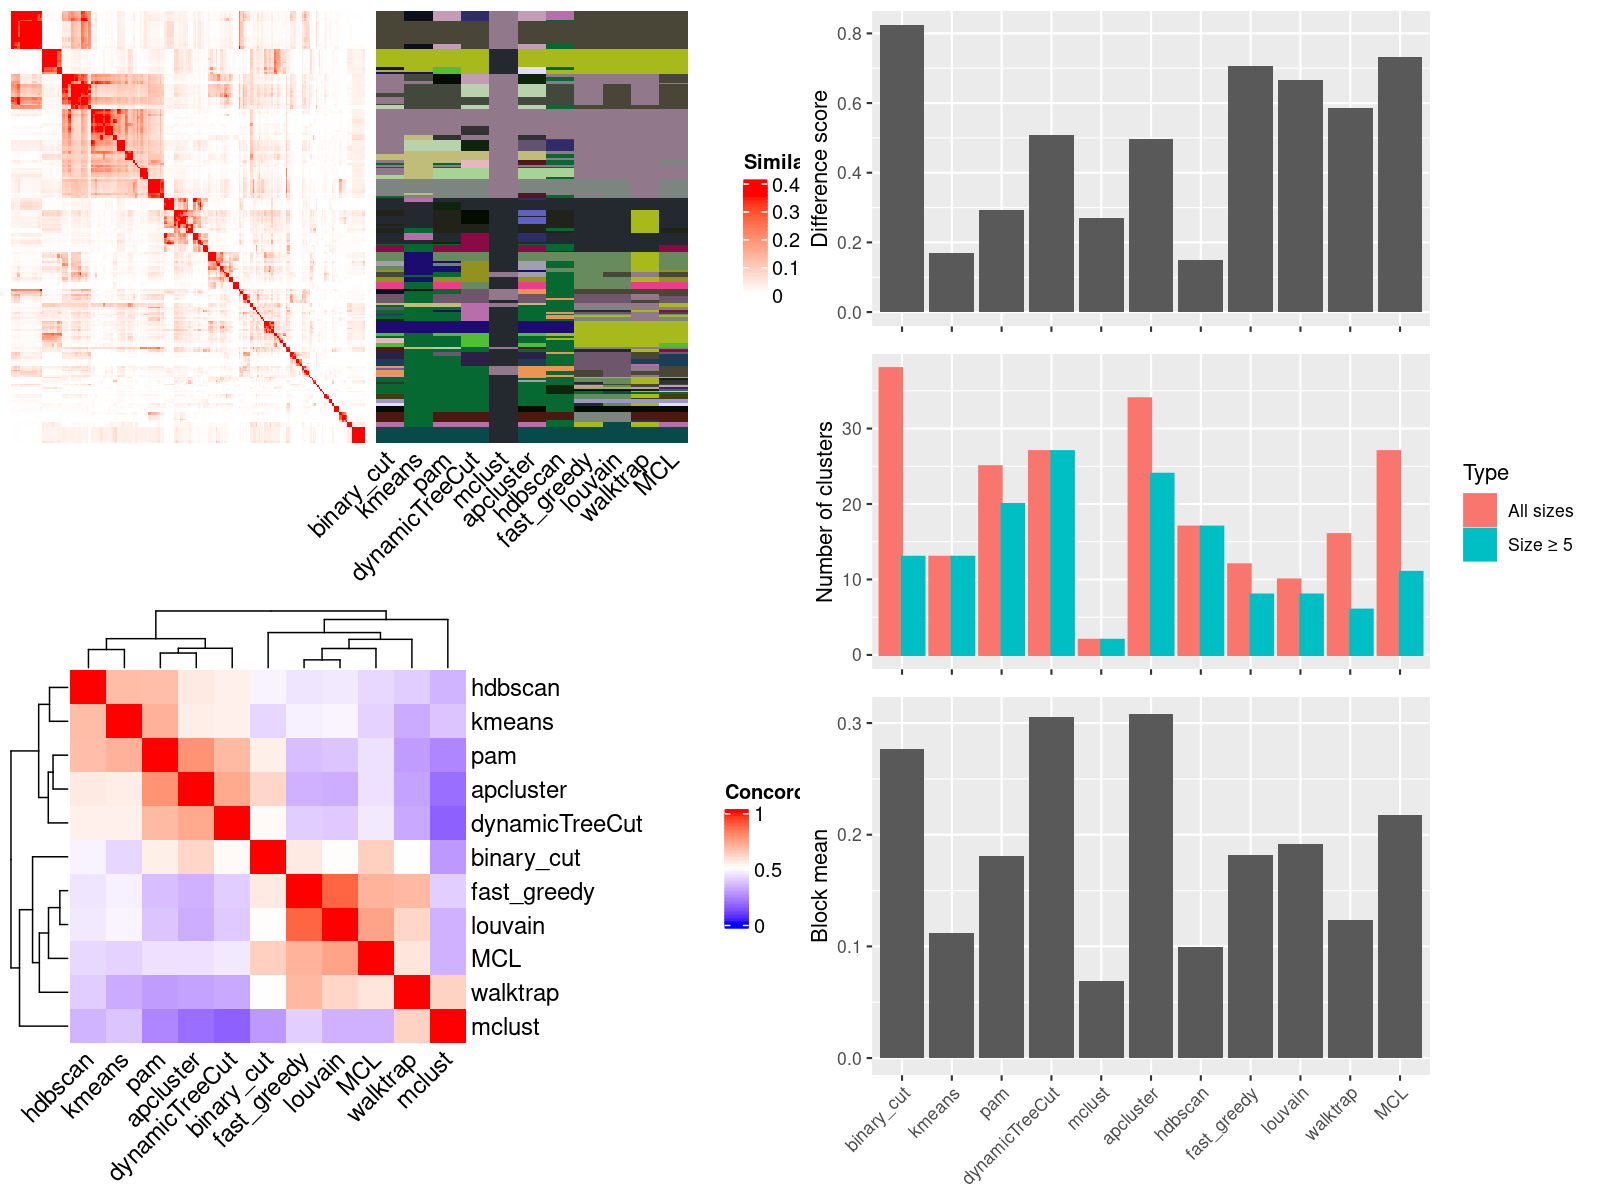 Simila
0.4
0.3
0.2
0.1
0
binary_cut
kmeans
pam
dynamicTreeCut
mclust
apcluster
hdbscan
fast_greedy
louvain
walktrap
MCL
hdbscan
kmeans
pam
apcluster
dynamicTreeCut
binary_cut
fast_greedy
louvain
MCL
walktrap
mclust
hdbscan
kmeans
pam
apcluster
dynamicTreeCut
binary_cut
fast_greedy
louvain
MCL
walktrap
mclust
Concord
1
0.5
0
Difference score
0.8
0.6
0.4
0.2
0.0
Number of clusters
30
20
10
0
Type
All sizes
Size ≥ 5
Block mean
0.3
0.2
0.1
0.0
binary_cut
kmeans
pam
dynamicTreeCut
mclust
apcluster
hdbscan
fast_greedy
louvain
walktrap
MCL